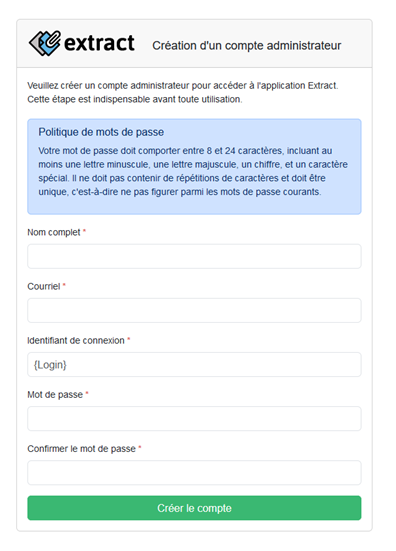 extract Création d'un compte administrateur
Veuillez créer un compte administrateur pour accéder à l'application Extract.
Cette étape est indispensable avant toute utilisation.
Politique de mots de passe
Votre mot de passe doit comporter entre 8 et 24 caractères, incluant au
moins une lettre minuscule, une lettre majuscule, un chiffre, et un caractère
spécial. Il ne doit pas contenir de répétitions de caractères et doit être
unique, c'est-à-dire ne pas figurer parmi les mots de passe courants.
Nom complet *
Courriel *
Identifiant de connexion *
{Login}
Mot de passe *
Confirmer le mot de passe *
Créer le compte